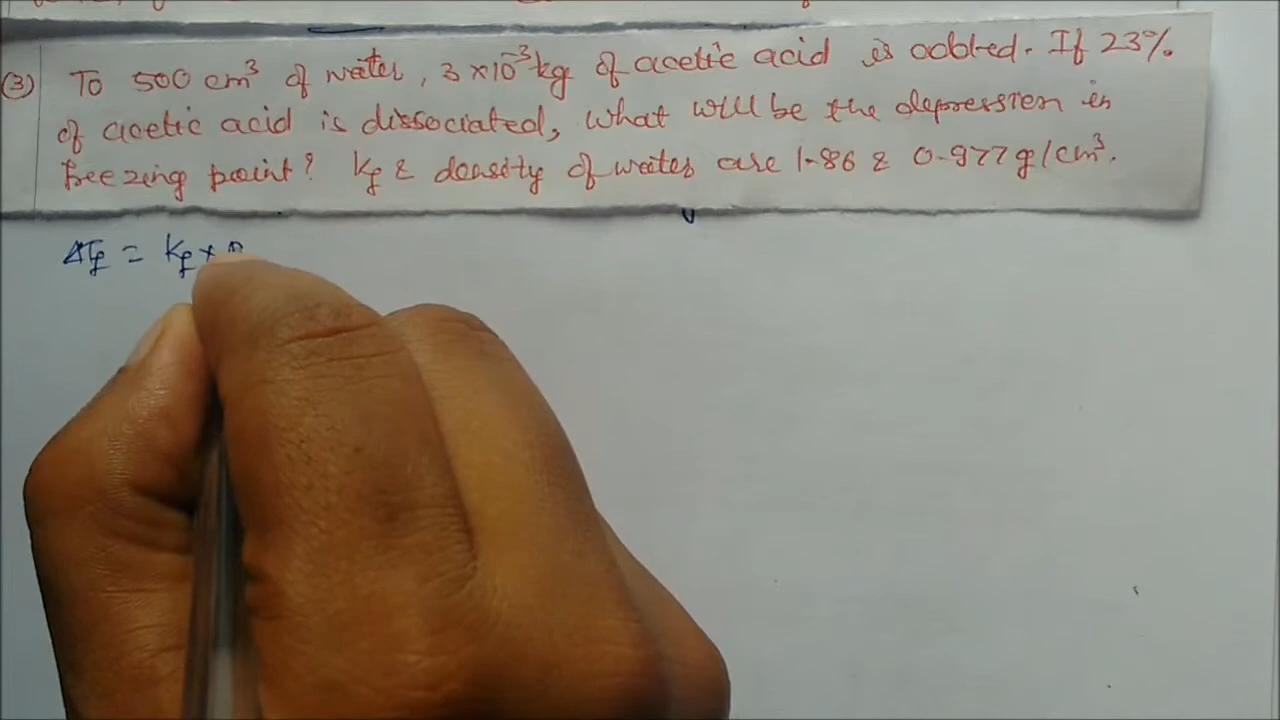 (3) To 500 cm³ of water, 3 × 10⁻³ kg of acetic acid is added. If 23%
of acetic acid is dissociated, what will be the depression in
freezing point? Kf & density of water are 1.86 & 0.977 g/cm³.
ΔTf = Kf ×